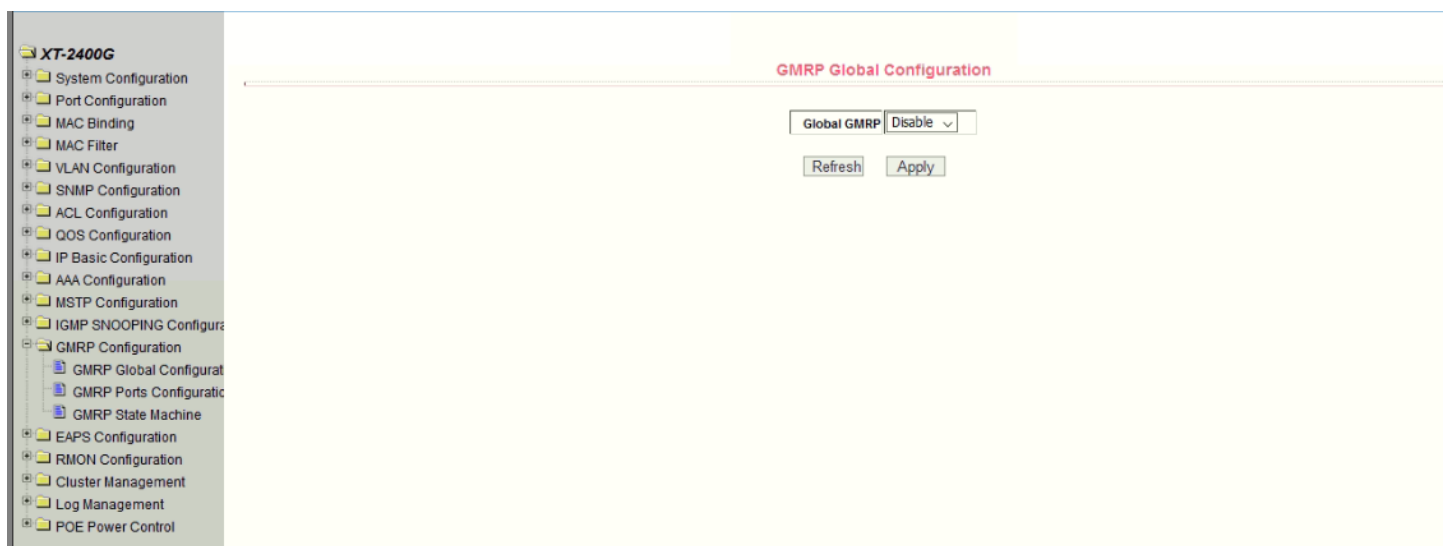 XT-2400G
System Configuration
Port Configuration
MAC Binding
MAC Filter
VLAN Configuration
SNMP Configuration
ACL Configuration
QOS Configuration
IP Basic Configuration
AAA Configuration
MSTP Configuration
IGMP SNOOPING Configura
GMRP Configuration
GMRP Global Configurat
GMRP Ports Configuratic
GMRP State Machine
EAPS Configuration
RMON Configuration
Cluster Management
Log Management
POE Power Control
GMRP Global Configuration
Global GMRP Disable
Refresh Apply